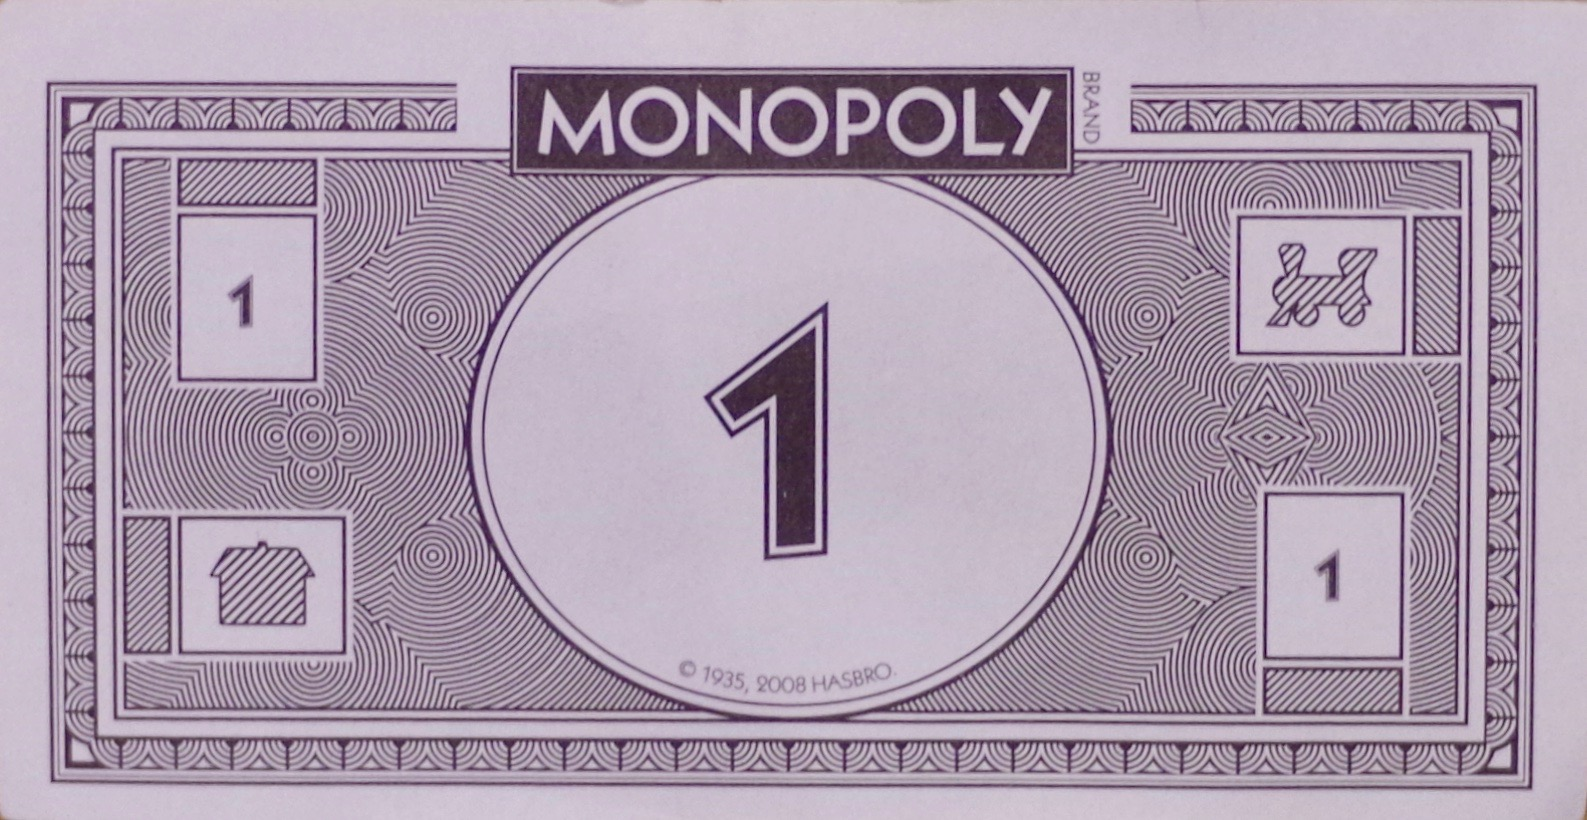 MONOPOLY
BRAND
1
1
1
© 1935, 2008 HASBRO.